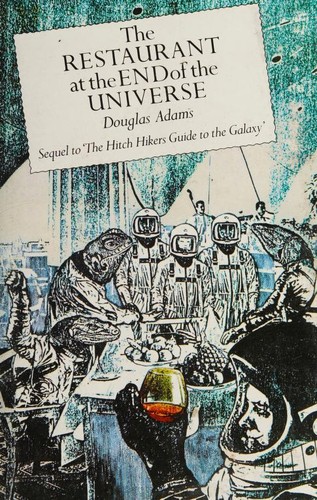 The
RESTAURANT
at the END of the
UNIVERSE
Douglas Adams
Sequel to 'The Hitch Hikers Guide to the Galaxy'